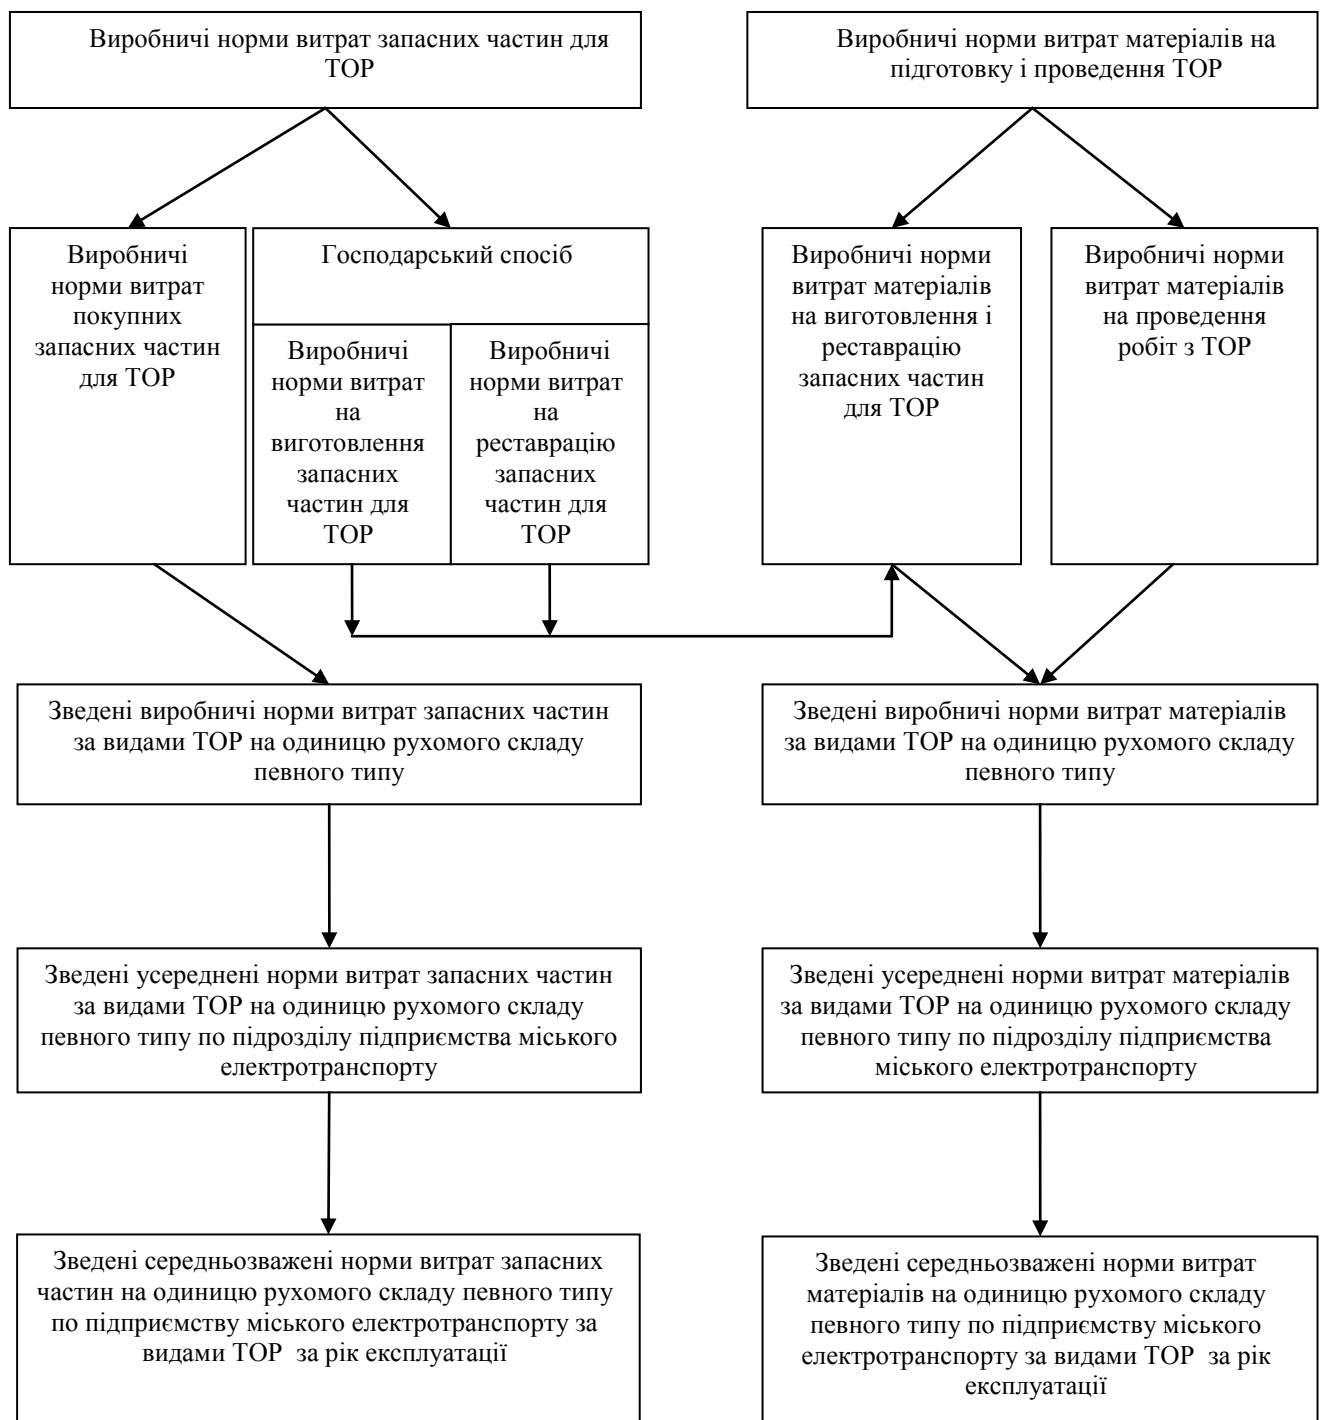 Виробничі норми витрат запасних частин для
ТОР
Виробничі норми витрат матеріалів на
підготовку і проведення ТОР
Виробничі
норми витрат
покупних
запасних частин
для ТОР
Господарський спосіб
Виробничі
норми витрат
на
виготовлення
запасних
частин для
ТОР
Виробничі
норми витрат
на
реставрацію
запасних
частин для
ТОР
Виробничі норми
витрат матеріалів
на виготовлення і
реставрацію
запасних частин
для ТОР
Виробничі норми
витрат матеріалів
на проведення
робіт з ТОР
Зведені виробничі норми витрат запасних частин
за видами ТОР на одиницю рухомого складу
певного типу
Зведені виробничі норми витрат матеріалів
за видами ТОР на одиницю рухомого складу
певного типу
Зведені усереднені норми витрат запасних частин
за видами ТОР на одиницю рухомого складу
певного типу по підрозділу підприємства міського
електротранспорту
Зведені усереднені норми витрат матеріалів
за видами ТОР на одиницю рухомого складу
певного типу по підрозділу підприємства
міського електротранспорту
Зведені середньозважені норми витрат запасних
частин на одиницю рухомого складу певного типу
по підприємству міського електротранспорту за
видами ТОР за рік експлуатації
Зведені середньозважені норми витрат
матеріалів на одиницю рухомого складу
певного типу по підприємству міського
електротранспорту за видами ТОР за рік
експлуатації